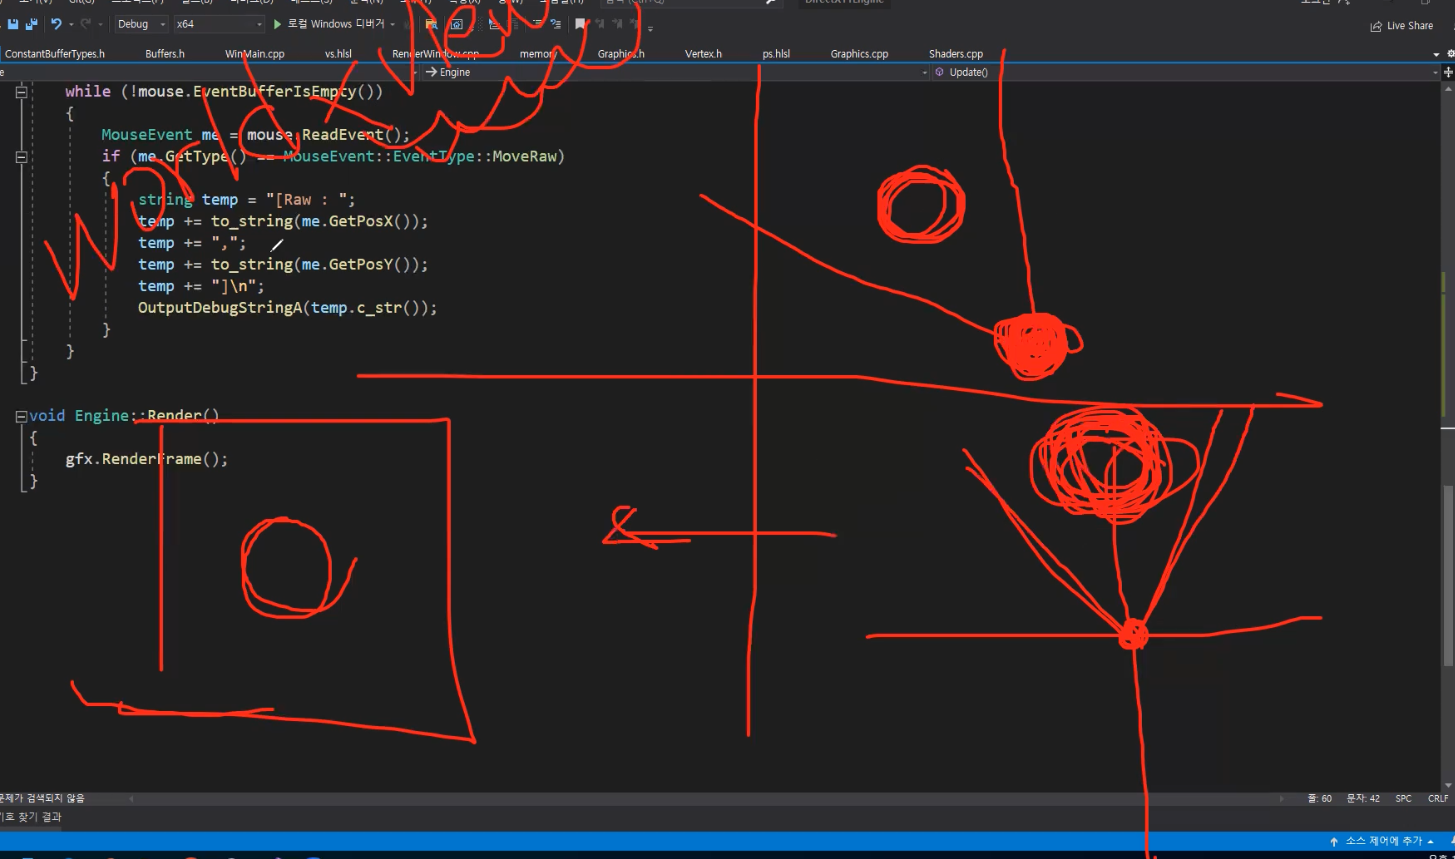 Debug x64 로컬 Windows 디버거 Live Share
ConstantBufferTypes.h Buffers.h WinMain.cpp vs.hlsl RenderWindow.cpp memory Graphics.h Vertex.h ps.hlsl Graphics.cpp Shaders.cpp
Engine Update()
while (!mouse.EventBufferIsEmpty())
{
MouseEvent me = mouse.ReadEvent();
if (me.GetType() == MouseEvent::EventType::MoveRaw)
{
string temp = "[Raw : ";
temp += to_string(me.GetPosX());
temp += ",";
temp += to_string(me.GetPosY());
temp += "]\n";
OutputDebugStringA(temp.c_str());
}
}
}
void Engine::Render()
{
gfx.RenderFrame();
}
문제가 검색되지 않음 줄: 60 문자: 42 SPC CRLF
기호 찾기 결과
소스 제어에 추가